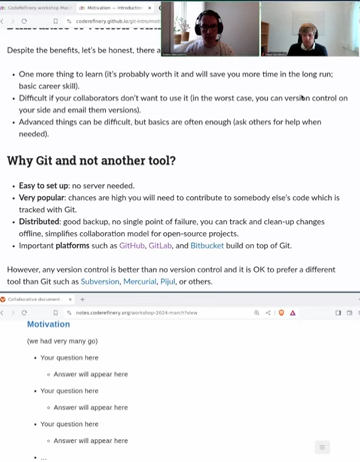 CodeRefinery workshop Mar
Motivation — Introduction
coderefinery.github.io/git-intro/motiv
Despite the benefits, let's be honest, there a
• One more thing to learn (it's probably worth it and will save you more time in the long run;
basic career skill).
• Difficult if your collaborators don't want to use it (in the worst case, you can version control on
your side and email them versions).
• Advanced things can be difficult, but basics are often enough (ask others for help when
needed).
Why Git and not another tool?
• Easy to set up: no server needed.
• Very popular: chances are high you will need to contribute to somebody else's code which is
tracked with Git.
• Distributed: good backup, no single point of failure, you can track and clean-up changes
offline, simplifies collaboration model for open-source projects.
• Important platforms such as GitHub, GitLab, and Bitbucket build on top of Git.
However, any version control is better than no version control and it is OK to prefer a different
tool than Git such as Subversion, Mercurial, Pijul, or others.
Collaborative document
notes.coderefinery.org/workshop-2024-march?view
Motivation
(we had very many go)
• Your question here
◦ Answer will appear here
• Your question here
◦ Answer will appear here
• Your question here
◦ Answer will appear here
• ...